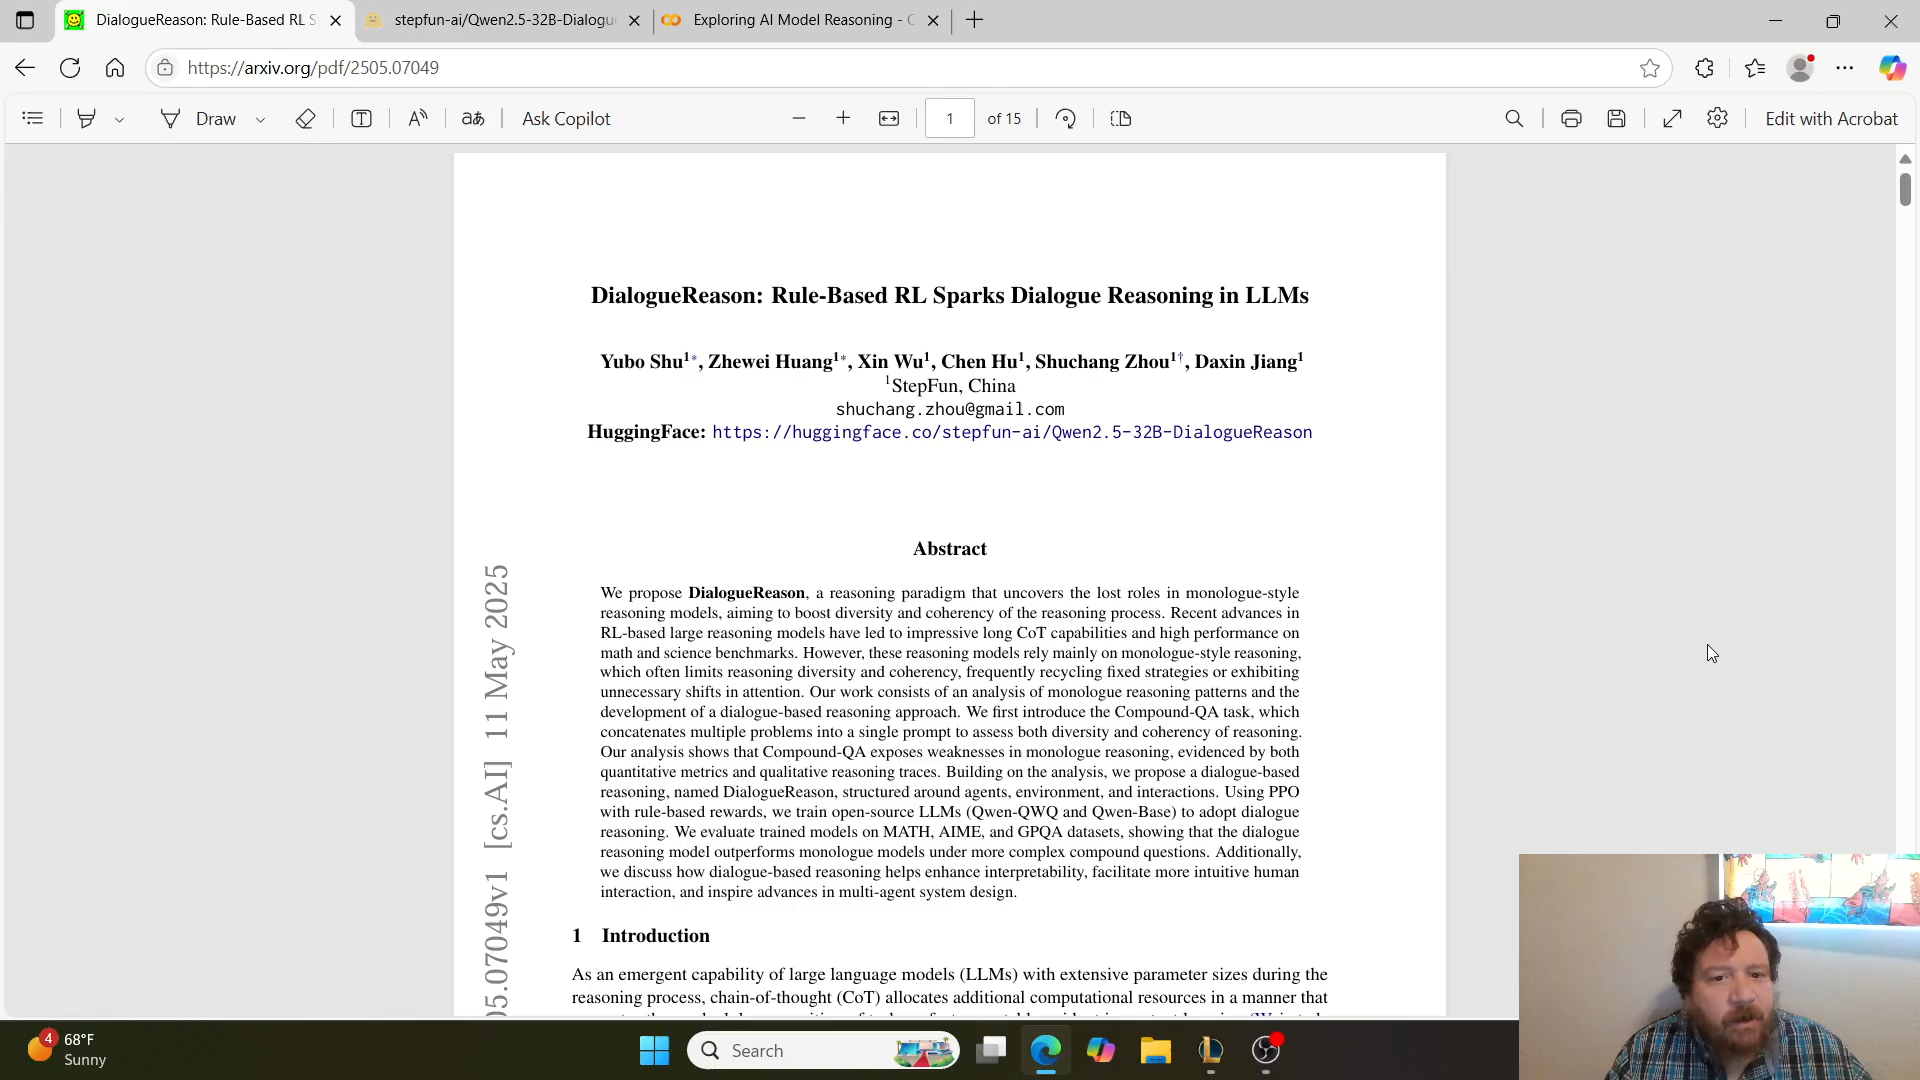 DialogueReason: Rule-Based RL S
stepfun-ai/Qwen2.5-32B-Dialogu
Exploring AI Model Reasoning - C
https://arxiv.org/pdf/2505.07049
Draw
Ask Copilot
1 of 15
Edit with Acrobat
DialogueReason: Rule-Based RL Sparks Dialogue Reasoning in LLMs
Yubo Shu1*, Zhewei Huang1*, Xin Wu1, Chen Hu1, Shuchang Zhou1†, Daxin Jiang1
1StepFun, China
shuchang.zhou@gmail.com
HuggingFace: https://huggingface.co/stepfun-ai/Qwen2.5-32B-DialogueReason
Abstract
We propose DialogueReason, a reasoning paradigm that uncovers the lost roles in monologue-style
reasoning models, aiming to boost diversity and coherency of the reasoning process. Recent advances in
RL-based large reasoning models have led to impressive long CoT capabilities and high performance on
math and science benchmarks. However, these reasoning models rely mainly on monologue-style reasoning,
which often limits reasoning diversity and coherency, frequently recycling fixed strategies or exhibiting
unnecessary shifts in attention. Our work consists of an analysis of monologue reasoning patterns and the
development of a dialogue-based reasoning approach. We first introduce the Compound-QA task, which
concatenates multiple problems into a single prompt to assess both diversity and coherency of reasoning.
Our analysis shows that Compound-QA exposes weaknesses in monologue reasoning, evidenced by both
quantitative metrics and qualitative reasoning traces. Building on the analysis, we propose a dialogue-based
reasoning, named DialogueReason, structured around agents, environment, and interactions. Using PPO
with rule-based rewards, we train open-source LLMs (Qwen-QWQ and Qwen-Base) to adopt dialogue
reasoning. We evaluate trained models on MATH, AIME, and GPQA datasets, showing that the dialogue
reasoning model outperforms monologue models under more complex compound questions. Additionally,
we discuss how dialogue-based reasoning helps enhance interpretability, facilitate more intuitive human
interaction, and inspire advances in multi-agent system design.
05.07049v1 [cs.AI] 11 May 2025
1 Introduction
As an emergent capability of large language models (LLMs) with extensive parameter sizes during the
reasoning process, chain-of-thought (CoT) allocates additional computational resources in a manner that
4
68°F
Sunny
Search